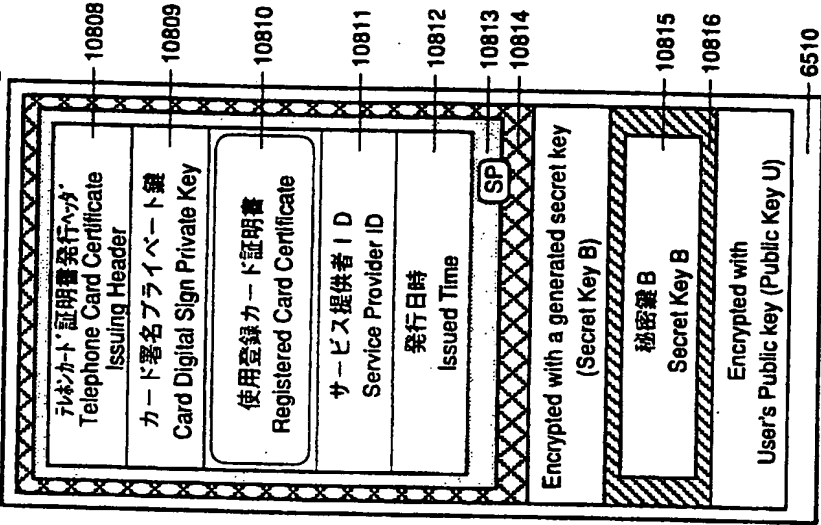 テレホンカード証明書発行ヘッダ
Telephone Card Certificate
Issuing Header
10808
カード署名プライベート鍵
Card Digital Sign Private Key
10809
使用登録カード証明書
Registered Card Certificate
10810
サービス提供者ID
Service Provider ID
10811
発行日時
Issued Time
10812
SP
10813
10814
Encrypted with a generated secret key
(Secret Key B)
秘密鍵B
Secret Key B
10815
10816
Encrypted with
User's Public key (Public Key U)
6510